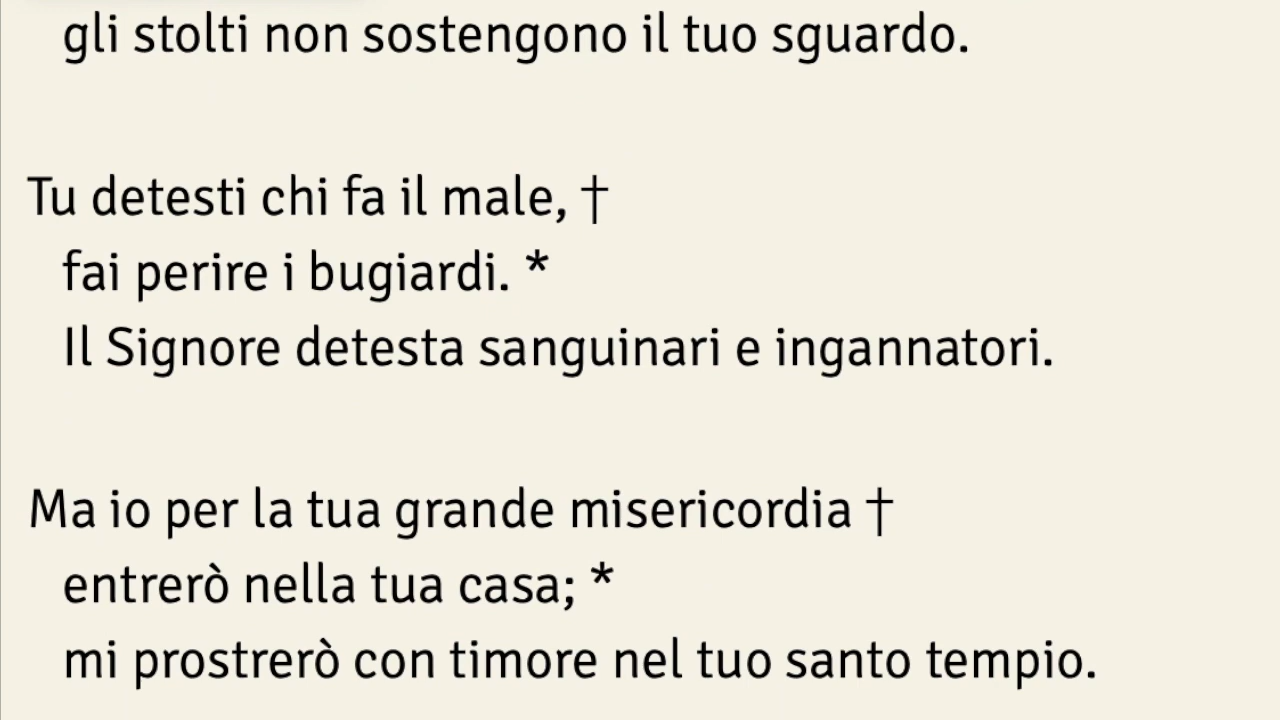 gli stolti non sostengono il tuo sguardo.
Tu detesti chi fa il male, †
fai perire i bugiardi. *
Il Signore detesta sanguinari e ingannatori.
Ma io per la tua grande misericordia †
entrerò nella tua casa; *
mi prostrerò con timore nel tuo santo tempio.